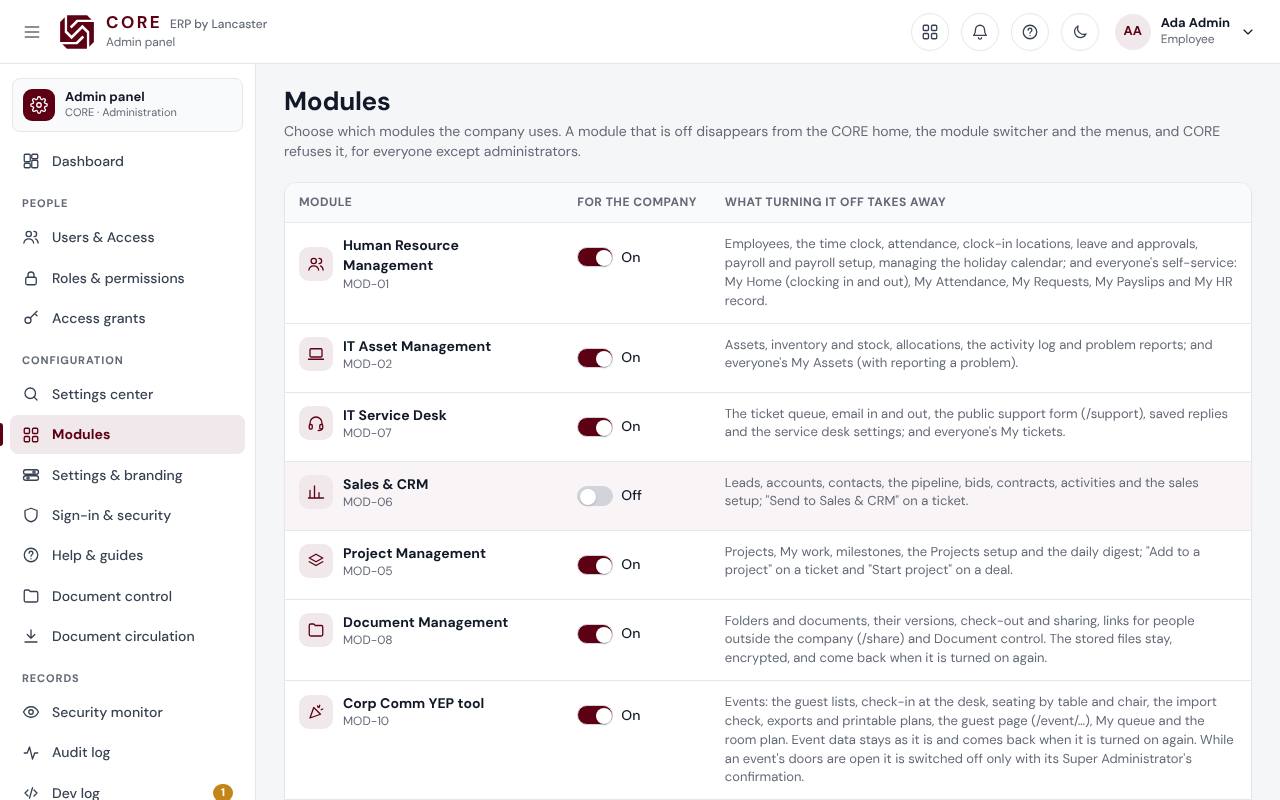 CORE ERP by Lancaster
Admin panel
AA
Ada Admin
Employee
Admin panel
CORE · Administration
Dashboard
PEOPLE
Users & Access
Roles & permissions
Access grants
CONFIGURATION
Settings center
Modules
Settings & branding
Sign-in & security
Help & guides
Document control
Document circulation
RECORDS
Security monitor
Audit log
Dev log 1
Modules
Choose which modules the company uses. A module that is off disappears from the CORE home, the module switcher and the menus, and CORE
refuses it, for everyone except administrators.
MODULE FOR THE COMPANY WHAT TURNING IT OFF TAKES AWAY
Human Resource
Management
MOD-01
On
Employees, the time clock, attendance, clock-in locations, leave and approvals,
payroll and payroll setup, managing the holiday calendar; and everyone's self-service:
My Home (clocking in and out), My Attendance, My Requests, My Payslips and My HR
record.
IT Asset Management
MOD-02
On
Assets, inventory and stock, allocations, the activity log and problem reports; and
everyone's My Assets (with reporting a problem).
IT Service Desk
MOD-07
On
The ticket queue, email in and out, the public support form (/support), saved replies
and the service desk settings; and everyone's My tickets.
Sales & CRM
MOD-06
Off
Leads, accounts, contacts, the pipeline, bids, contracts, activities and the sales
setup; "Send to Sales & CRM" on a ticket.
Project Management
MOD-05
On
Projects, My work, milestones, the Projects setup and the daily digest; "Add to a
project" on a ticket and "Start project" on a deal.
Document Management
MOD-08
On
Folders and documents, their versions, check-out and sharing, links for people
outside the company (/share) and Document control. The stored files stay,
encrypted, and come back when it is turned on again.
Corp Comm YEP tool
MOD-10
On
Events: the guest lists, check-in at the desk, seating by table and chair, the import
check, exports and printable plans, the guest page (/event/…), My queue and the
room plan. Event data stays as it is and comes back when it is turned on again. While
an event's doors are open it is switched off only with its Super Administrator's
confirmation.